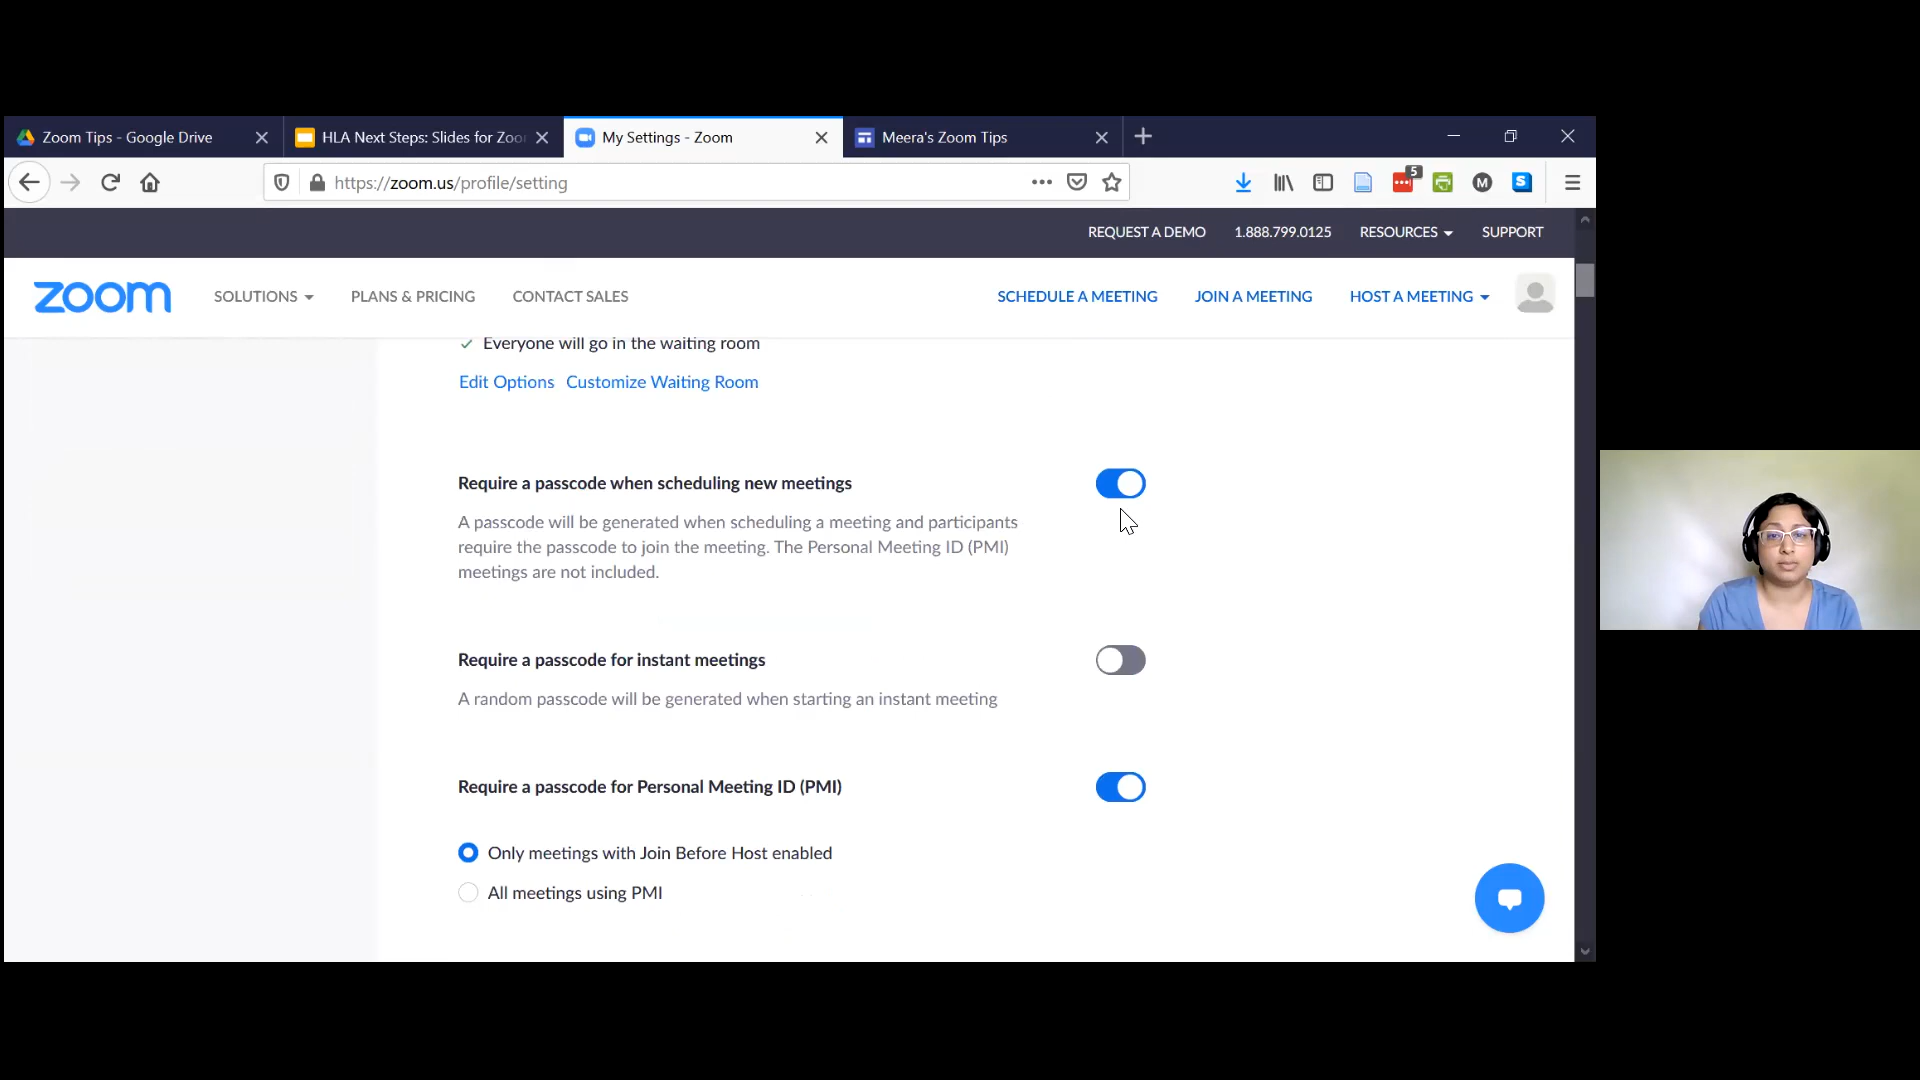 Zoom Tips - Google Drive
HLA Next Steps: Slides for Zoo
My Settings - Zoom
Meera's Zoom Tips
https://zoom.us/profile/setting
5
M
S
REQUEST A DEMO
1.888.799.0125
RESOURCES
SUPPORT
zoom
SOLUTIONS
PLANS & PRICING
CONTACT SALES
SCHEDULE A MEETING
JOIN A MEETING
HOST A MEETING
Everyone will go in the waiting room
Edit Options Customize Waiting Room
Require a passcode when scheduling new meetings
A passcode will be generated when scheduling a meeting and participants
require the passcode to join the meeting. The Personal Meeting ID (PMI)
meetings are not included.
Require a passcode for instant meetings
A random passcode will be generated when starting an instant meeting
Require a passcode for Personal Meeting ID (PMI)
Only meetings with Join Before Host enabled
All meetings using PMI